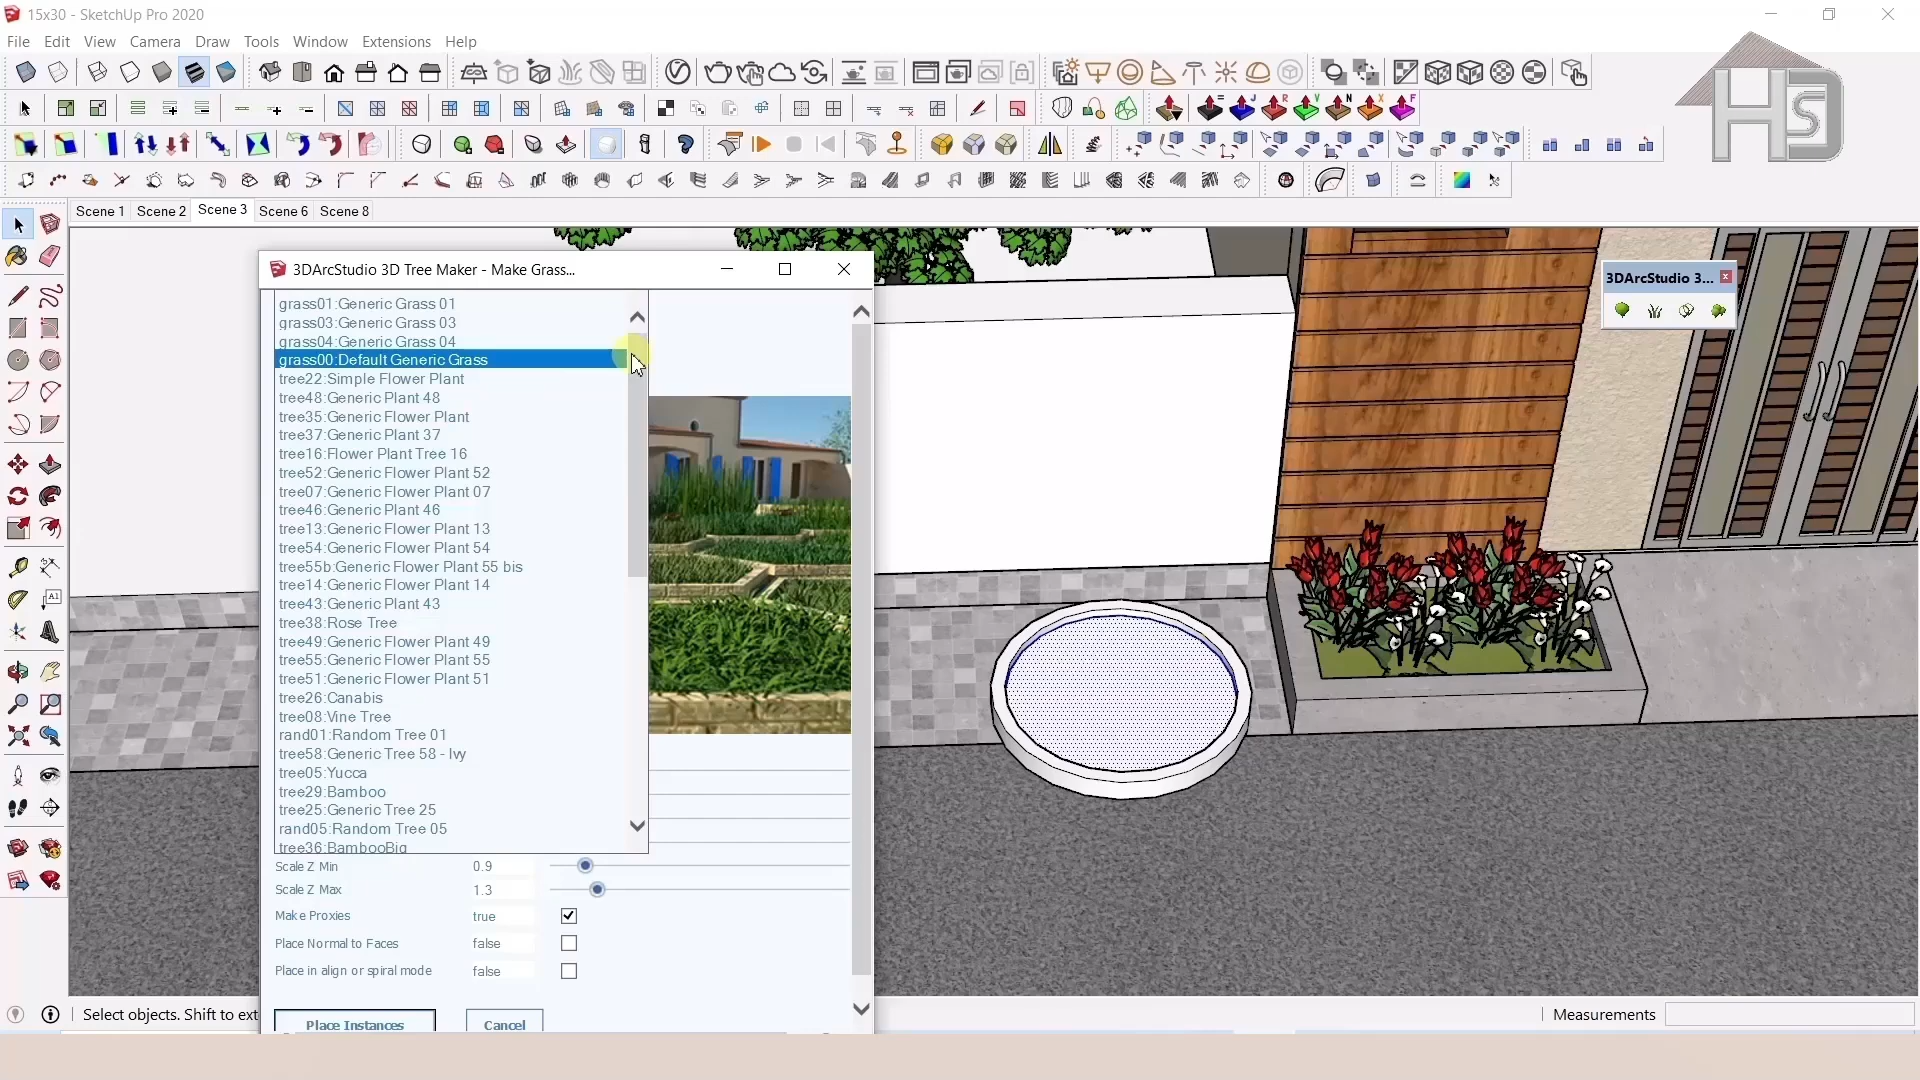 15x30 - SketchUp Pro 2020
File Edit View Camera Draw Tools Window Extensions Help
HSD
Scene 1 Scene 2 Scene 3 Scene 6 Scene 8
3DArcStudio 3D Tree Maker - Make Grass...
3DArcStudio 3... x
grass01:Generic Grass 01
grass03:Generic Grass 03
grass04:Generic Grass 04
grass00:Default Generic Grass
tree22:Simple Flower Plant
tree48:Generic Plant 48
tree35:Generic Flower Plant
tree37:Generic Plant 37
tree16:Flower Plant Tree 16
tree52:Generic Flower Plant 52
tree07:Generic Flower Plant 07
tree46:Generic Plant 46
tree13:Generic Flower Plant 13
tree54:Generic Flower Plant 54
tree55b:Generic Flower Plant 55 bis
tree14:Generic Flower Plant 14
tree43:Generic Plant 43
tree38:Rose Tree
tree49:Generic Flower Plant 49
tree55:Generic Flower Plant 55
tree51:Generic Flower Plant 51
tree26:Canabis
tree08:Vine Tree
rand01:Random Tree 01
tree58:Generic Tree 58 - Ivy
tree05:Yucca
tree29:Bamboo
tree25:Generic Tree 25
rand05:Random Tree 05
tree36:BambooBig
Scale Z Min 0.9
Scale Z Max 1.3
Make Proxies true
Place Normal to Faces false
Place in align or spiral mode false
Place Instances Cancel
Select objects. Shift to ext
Measurements